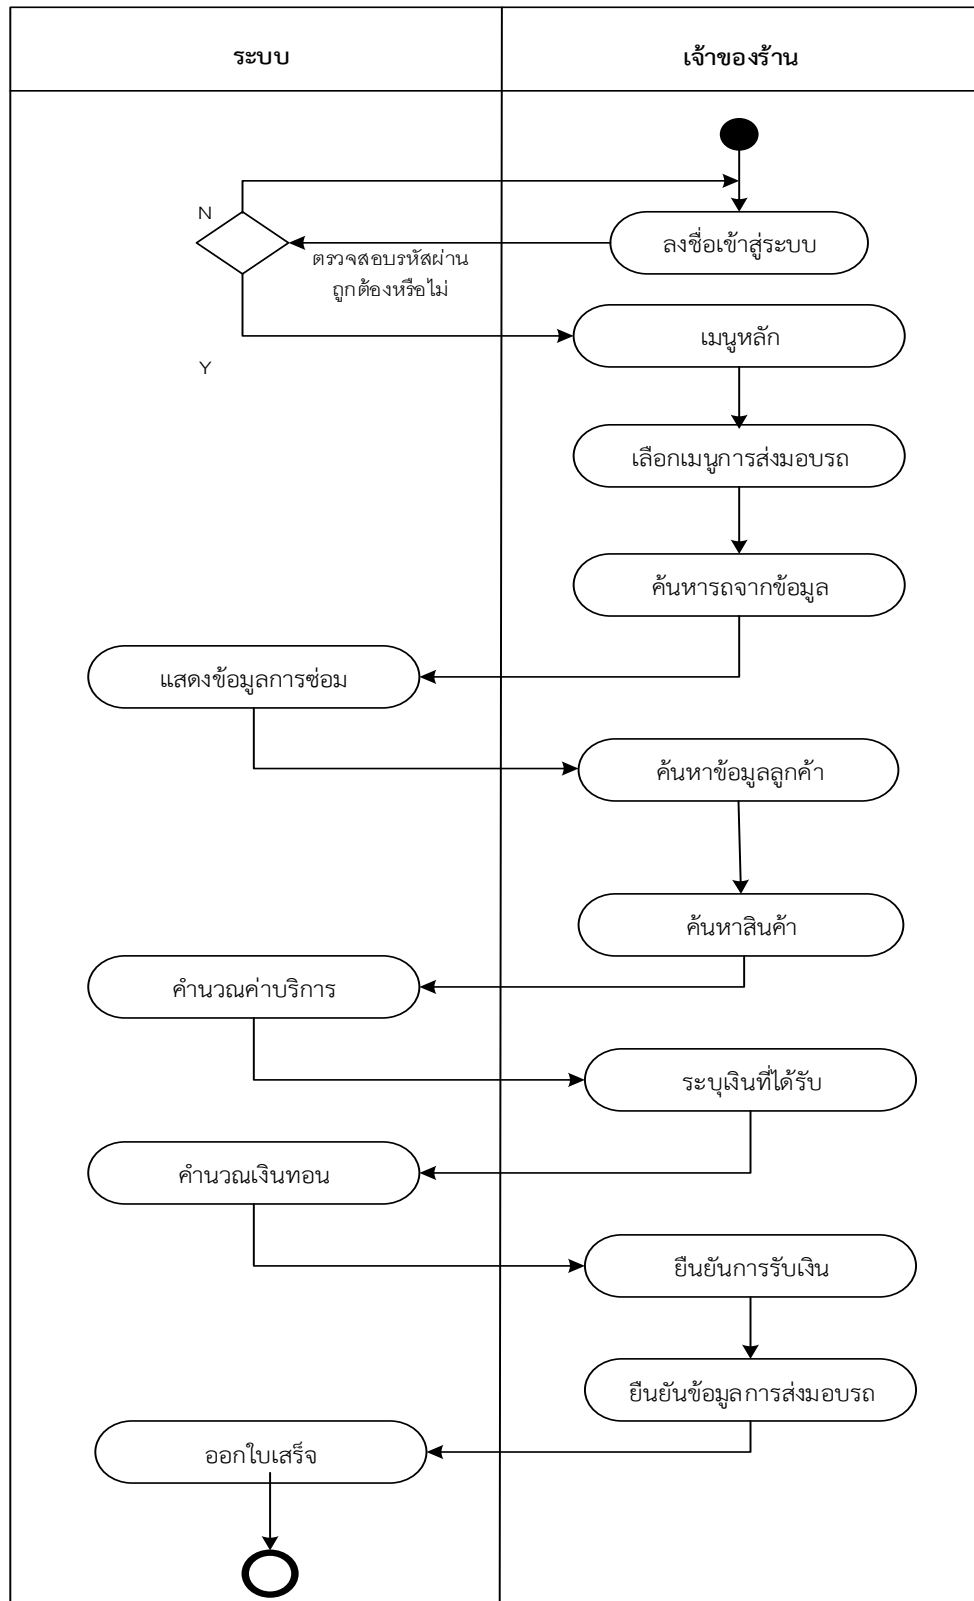 ระบบ
เจ้าของร้าน
N
ลงชื่อเข้าสู่ระบบ
ตรวจสอบรหัสผ่าน
ถูกต้องหรือไม่
เมนูหลัก
Y
เลือกเมนูการส่งมอบรถ
ค้นหารถจากข้อมูล
แสดงข้อมูลการซ่อม
ค้นหาข้อมูลลูกค้า
ค้นหาสินค้า
คำนวณค่าบริการ
ระบุเงินที่ได้รับ
คำนวณเงินทอน
ยืนยันการรับเงิน
ยืนยันข้อมูลการส่งมอบรถ
ออกใบเสร็จ